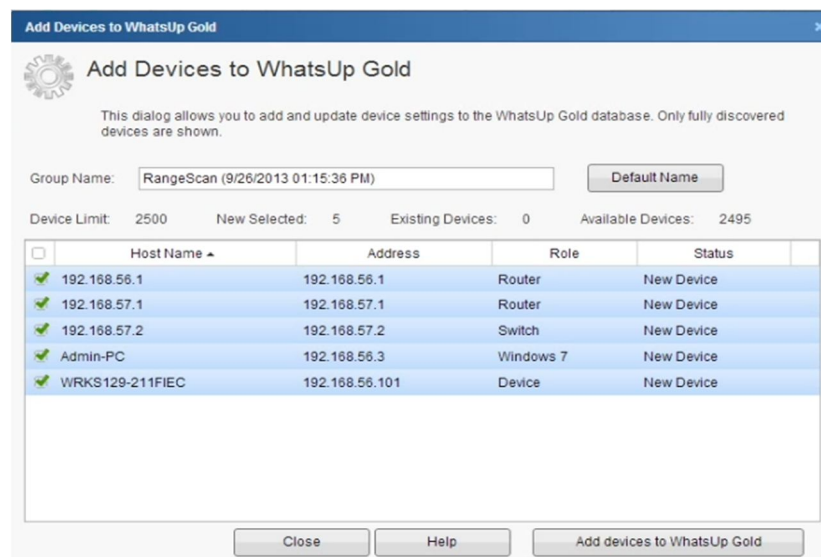 Add Devices to WhatsUp Gold
Add Devices to WhatsUp Gold
This dialog allows you to add and update device settings to the WhatsUp Gold database. Only fully discovered
devices are shown.
Group Name: RangeScan (9/26/2013 01:15:36 PM) Default Name
Device Limit: 2500 New Selected: 5 Existing Devices: 0 Available Devices: 2495
Host Name Address Role Status
192.168.56.1 192.168.56.1 Router New Device
192.168.57.1 192.168.57.1 Router New Device
192.168.57.2 192.168.57.2 Switch New Device
Admin-PC 192.168.56.3 Windows 7 New Device
WRKS129-211FIEC 192.168.56.101 Device New Device
Close Help Add devices to WhatsUp Gold